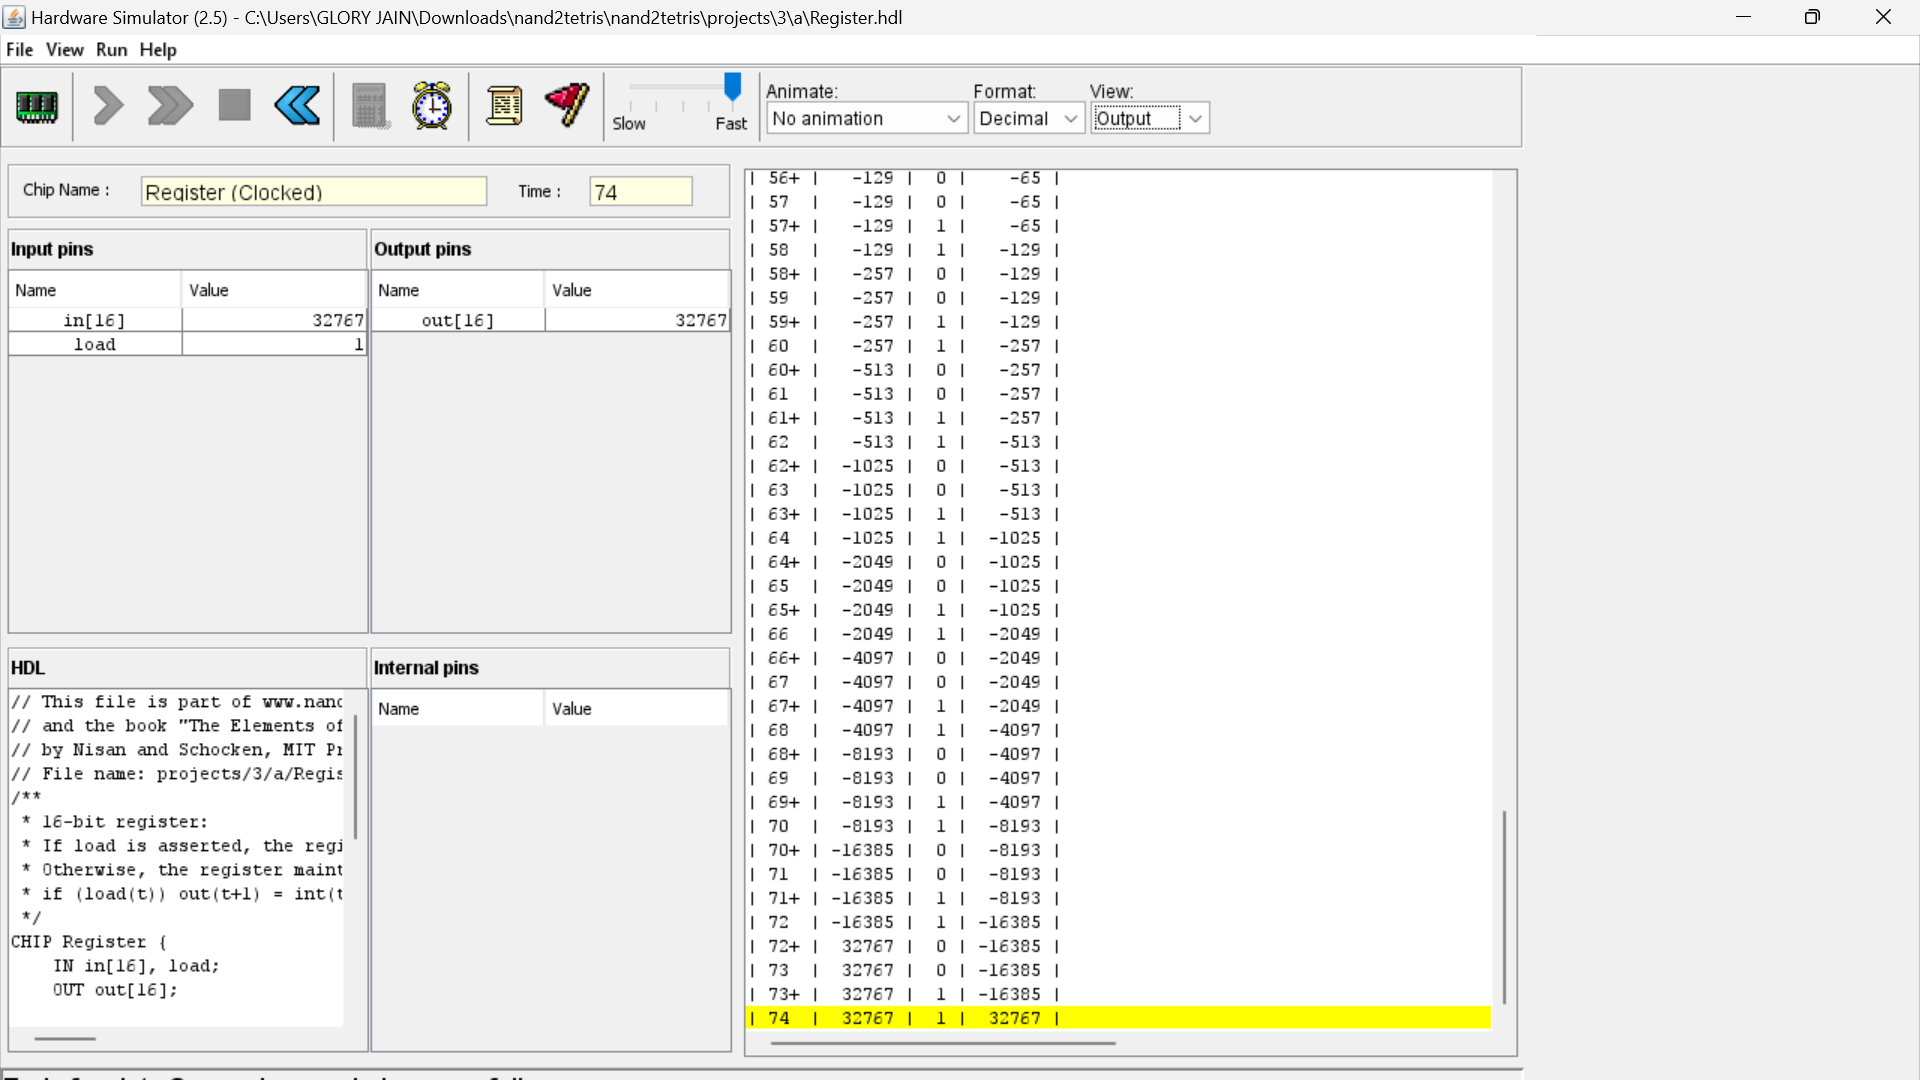 Hardware Simulator (2.5) - C:\Users\GLORY JAIN\Downloads\nand2tetris\nand2tetris\projects\3\a\Register.hdl
File View Run Help
Slow Fast
Animate: Format: View:
No animation Decimal Output
Chip Name : Register (Clocked) Time : 74
Input pins
Name Value
in[16] 32767
load 1
Output pins
Name Value
out[16] 32767
HDL
// This file is part of www.nand
// and the book "The Elements of
// by Nisan and Schocken, MIT Pr
// File name: projects/3/a/Regis
/**
* 16-bit register:
* If load is asserted, the regi
* Otherwise, the register maint
* if (load(t)) out(t+1) = int(t
*/
CHIP Register {
IN in[16], load;
OUT out[16];
Internal pins
Name Value
| 56+ | -129 | 0 | -65 |
| 57 | -129 | 0 | -65 |
| 57+ | -129 | 1 | -65 |
| 58 | -129 | 1 | -129 |
| 58+ | -257 | 0 | -129 |
| 59 | -257 | 0 | -129 |
| 59+ | -257 | 1 | -129 |
| 60 | -257 | 1 | -257 |
| 60+ | -513 | 0 | -257 |
| 61 | -513 | 0 | -257 |
| 61+ | -513 | 1 | -257 |
| 62 | -513 | 1 | -513 |
| 62+ | -1025 | 0 | -513 |
| 63 | -1025 | 0 | -513 |
| 63+ | -1025 | 1 | -513 |
| 64 | -1025 | 1 | -1025 |
| 64+ | -2049 | 0 | -1025 |
| 65 | -2049 | 0 | -1025 |
| 65+ | -2049 | 1 | -1025 |
| 66 | -2049 | 1 | -2049 |
| 66+ | -4097 | 0 | -2049 |
| 67 | -4097 | 0 | -2049 |
| 67+ | -4097 | 1 | -2049 |
| 68 | -4097 | 1 | -4097 |
| 68+ | -8193 | 0 | -4097 |
| 69 | -8193 | 0 | -4097 |
| 69+ | -8193 | 1 | -4097 |
| 70 | -8193 | 1 | -8193 |
| 70+ | -16385 | 0 | -8193 |
| 71 | -16385 | 0 | -8193 |
| 71+ | -16385 | 1 | -8193 |
| 72 | -16385 | 1 | -16385 |
| 72+ | 32767 | 0 | -16385 |
| 73 | 32767 | 0 | -16385 |
| 73+ | 32767 | 1 | -16385 |
| 74 | 32767 | 1 | 32767 |